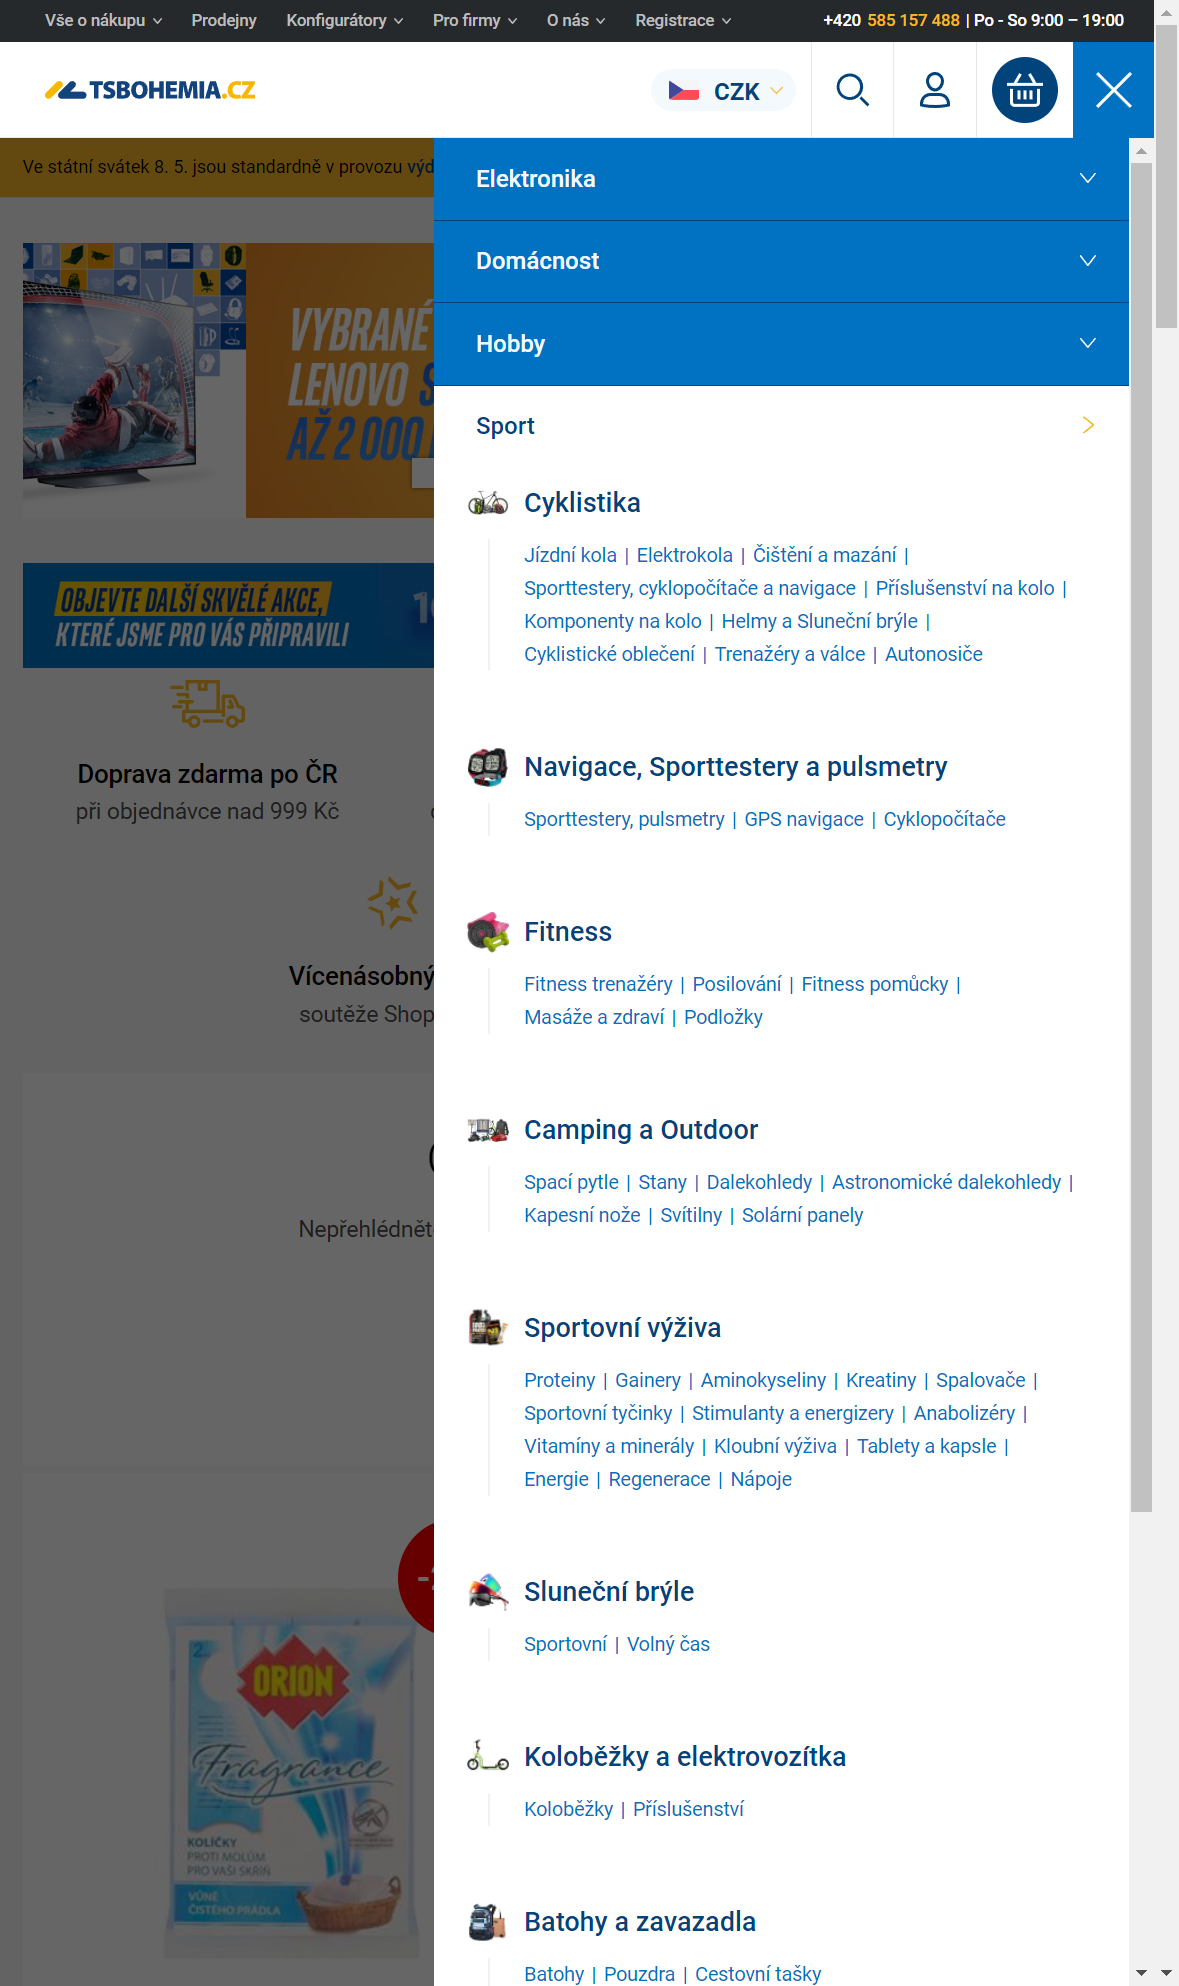 Vše o nákupu Prodejny Konfigurátory Pro firmy O nás Registrace +420 585 157 488 | Po - So 9:00 – 19:00
TSBOHEMIA.CZ CZK
Ve státní svátek 8. 5. jsou standardně v provozu
Elektronika
Domácnost
Hobby
VYBRANÉ
LENOVO
AŽ 2 000
Sport
Cyklistika
Jízdní kola | Elektrokola | Čištění a mazání |
Sporttestery, cyklopočítače a navigace | Příslušenství na kolo |
Komponenty na kolo | Helmy a Sluneční brýle |
Cyklistické oblečení | Trenažéry a válce | Autonosiče
OBJEVTE DALŠÍ SKVĚLÉ AKCE,
KTERÉ JSME PRO VÁS PŘIPRAVILI
Doprava zdarma po ČR
při objednávce nad 999 Kč
Navigace, Sporttestery a pulsmetry
Sporttestery, pulsmetry | GPS navigace | Cyklopočítače
Vícenásobný
soutěže Shop
Fitness
Fitness trenažéry | Posilování | Fitness pomůcky |
Masáže a zdraví | Podložky
Camping a Outdoor
Spací pytle | Stany | Dalekohledy | Astronomické dalekohledy |
Kapesní nože | Svítilny | Solární panely
Nepřehlédnět
Sportovní výživa
Proteiny | Gainery | Aminokyseliny | Kreatiny | Spalovače |
Sportovní tyčinky | Stimulanty a energizery | Anabolizéry |
Vitamíny a minerály | Kloubní výživa | Tablety a kapsle |
Energie | Regenerace | Nápoje
Sluneční brýle
Sportovní | Volný čas
Koloběžky a elektrovozítka
Koloběžky | Příslušenství
Batohy a zavazadla
Batohy | Pouzdra | Cestovní tašky
ORION
Fragrance
KOLÍČKY
PROTI MOLŮM
PRO VAŠI SKŘÍŇ
VŮNĚ
ČISTÉHO PRÁDLA